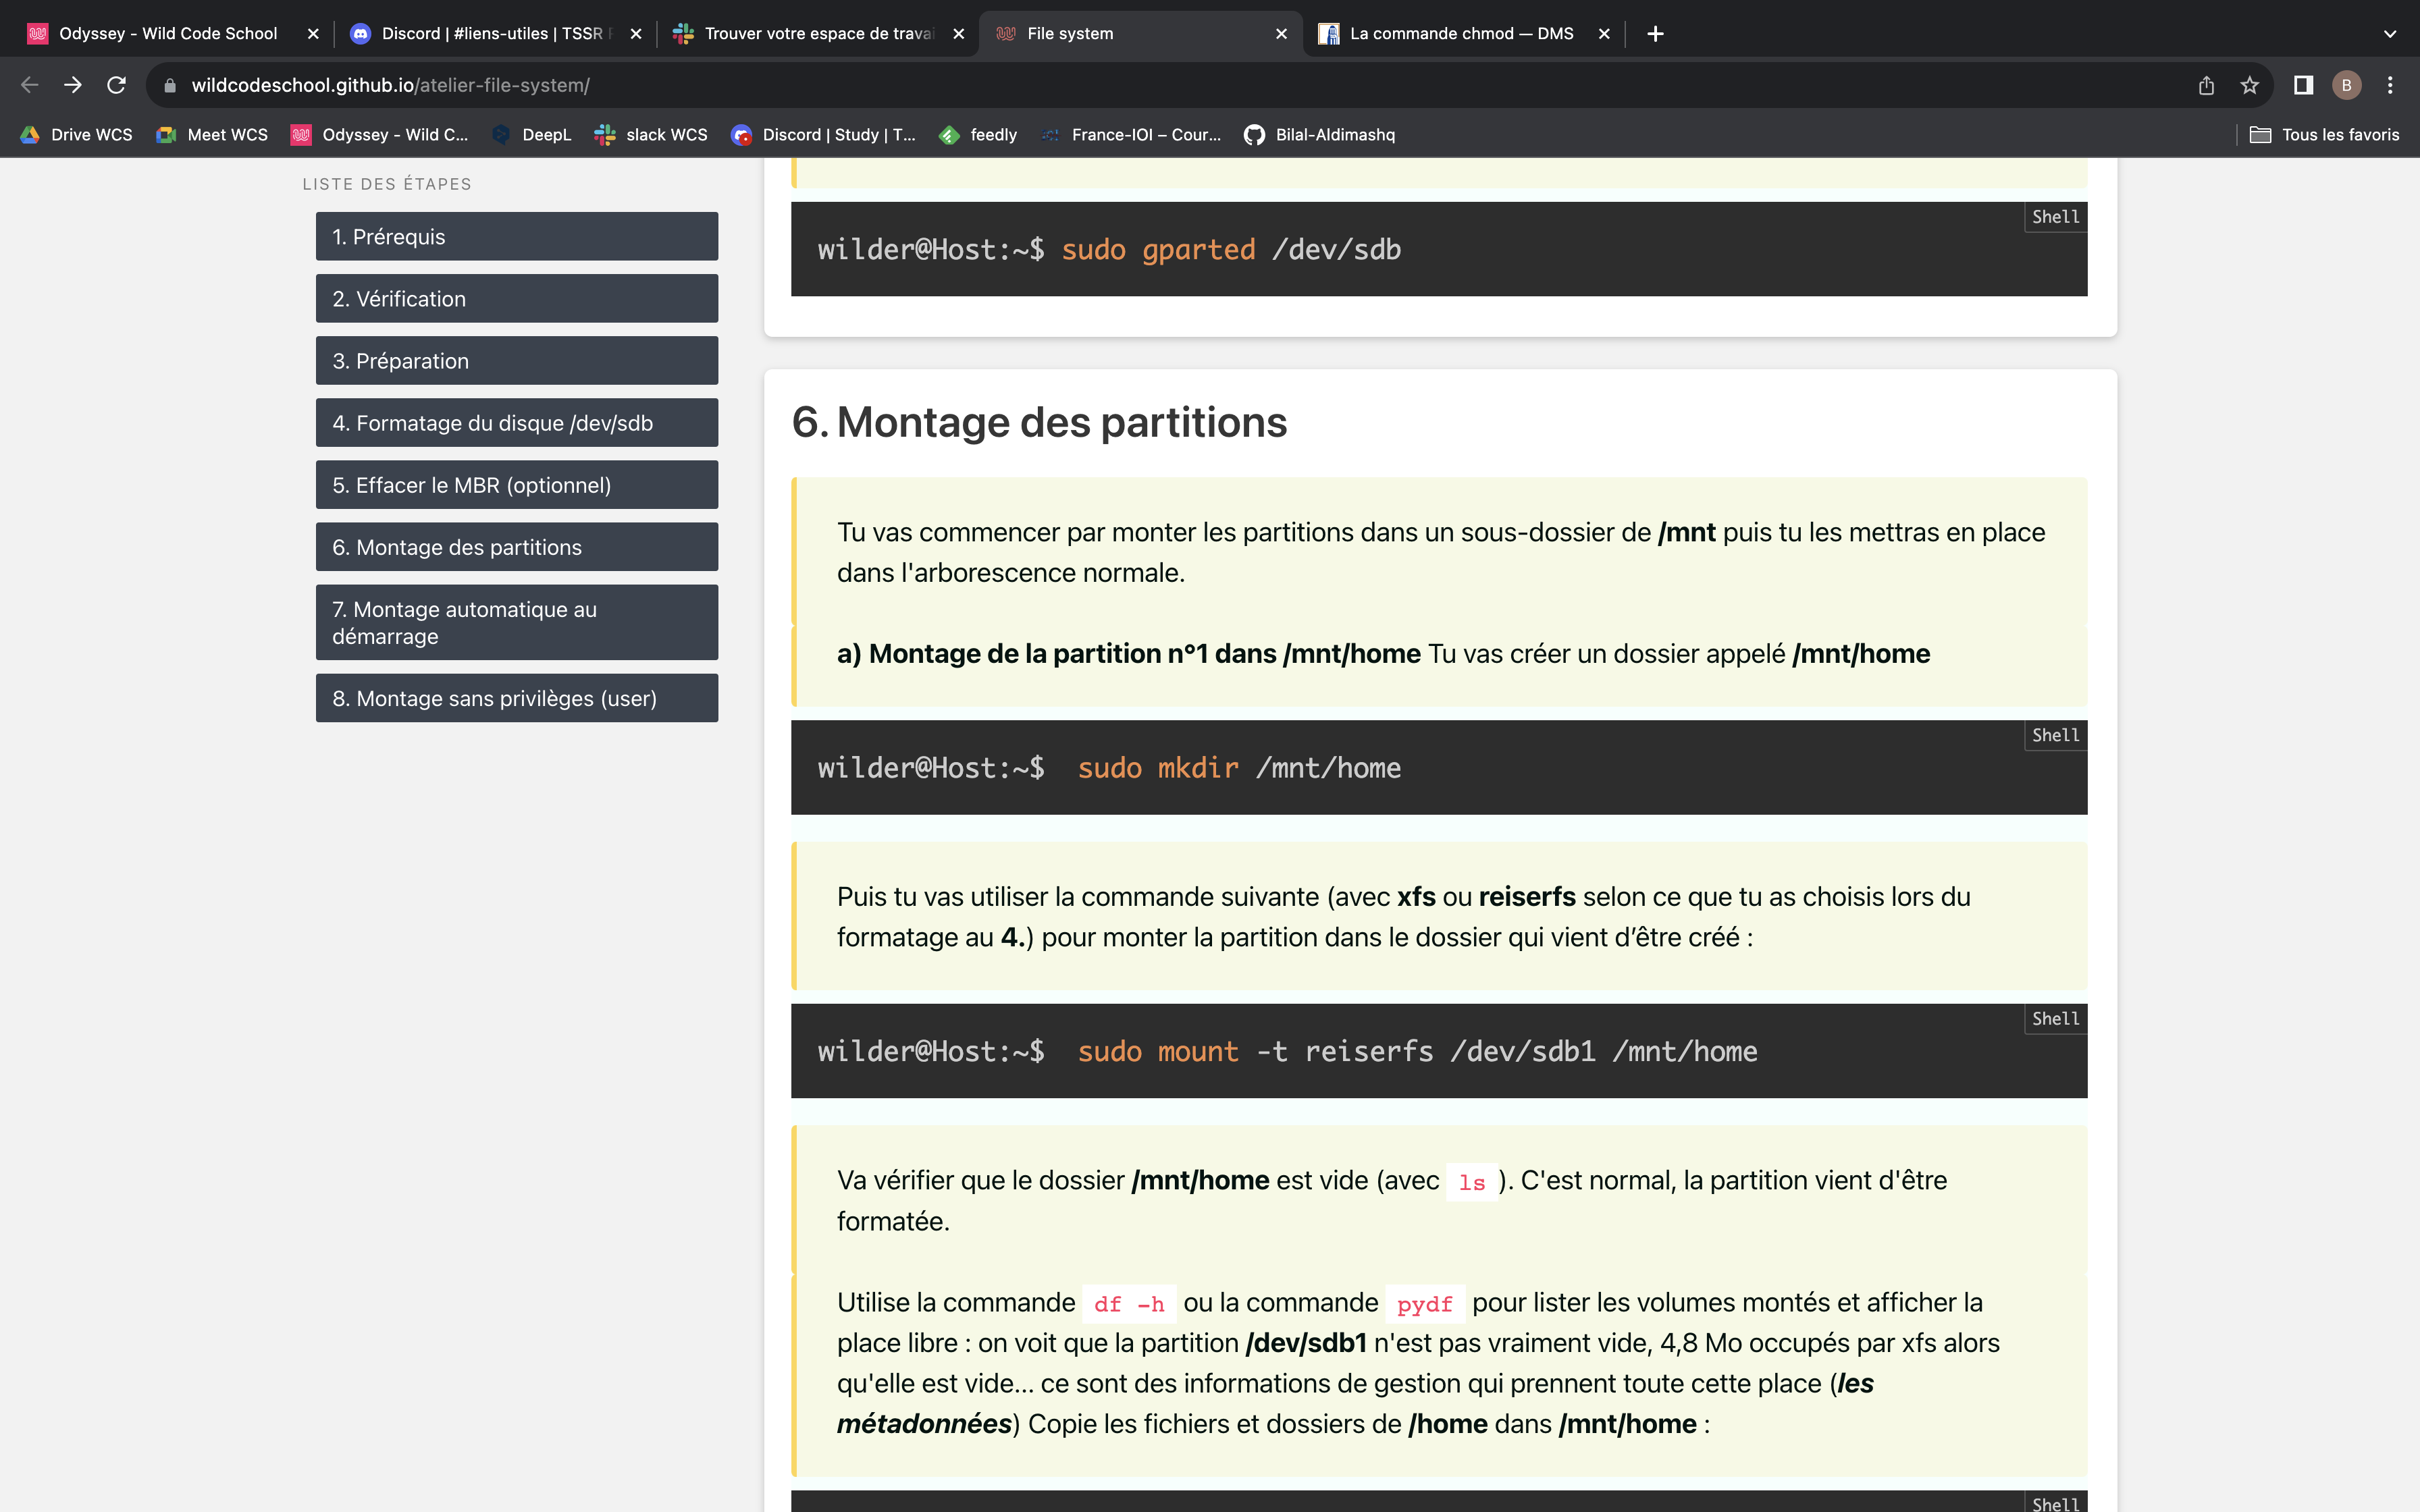 Odyssey - Wild Code School
Discord | #liens-utiles | TSSR
Trouver votre espace de travai
File system
La commande chmod — DMS
wildcodeschool.github.io/atelier-file-system/
B
Drive WCS
Meet WCS
Odyssey - Wild C...
DeepL
slack WCS
Discord | Study | T...
feedly
France-IOI – Cour...
Bilal-Aldimashq
Tous les favoris
LISTE DES ÉTAPES
1. Prérequis
2. Vérification
3. Préparation
4. Formatage du disque /dev/sdb
5. Effacer le MBR (optionnel)
6. Montage des partitions
7. Montage automatique au
démarrage
8. Montage sans privilèges (user)
Shell
wilder@Host:~$ sudo gparted /dev/sdb
6. Montage des partitions
Tu vas commencer par monter les partitions dans un sous-dossier de /mnt puis tu les mettras en place
dans l'arborescence normale.
a) Montage de la partition n°1 dans /mnt/home Tu vas créer un dossier appelé /mnt/home
Shell
wilder@Host:~$  sudo mkdir /mnt/home
Puis tu vas utiliser la commande suivante (avec xfs ou reiserfs selon ce que tu as choisis lors du
formatage au 4.) pour monter la partition dans le dossier qui vient d’être créé :
Shell
wilder@Host:~$  sudo mount -t reiserfs /dev/sdb1 /mnt/home
Va vérifier que le dossier /mnt/home est vide (avec ls ). C'est normal, la partition vient d'être
formatée.
Utilise la commande df -h ou la commande pydf pour lister les volumes montés et afficher la
place libre : on voit que la partition /dev/sdb1 n'est pas vraiment vide, 4,8 Mo occupés par xfs alors
qu'elle est vide... ce sont des informations de gestion qui prennent toute cette place (les
métadonnées) Copie les fichiers et dossiers de /home dans /mnt/home :
Shell